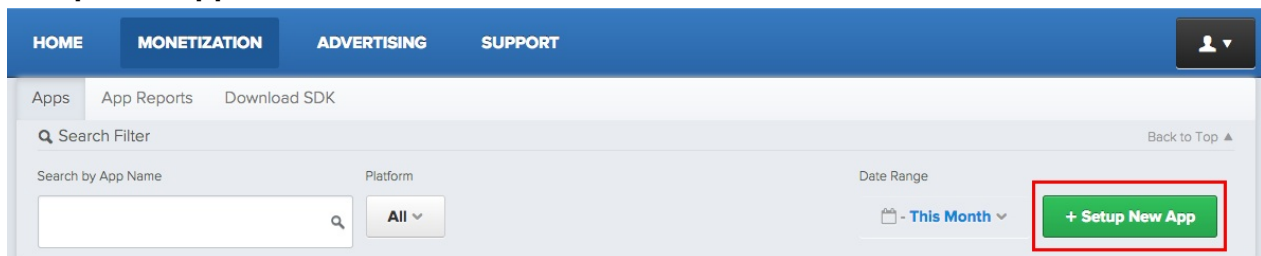 HOME MONETIZATION ADVERTISING SUPPORT
Apps App Reports Download SDK
Search Filter Back to Top ▲
Search by App Name Platform Date Range
All - This Month + Setup New App